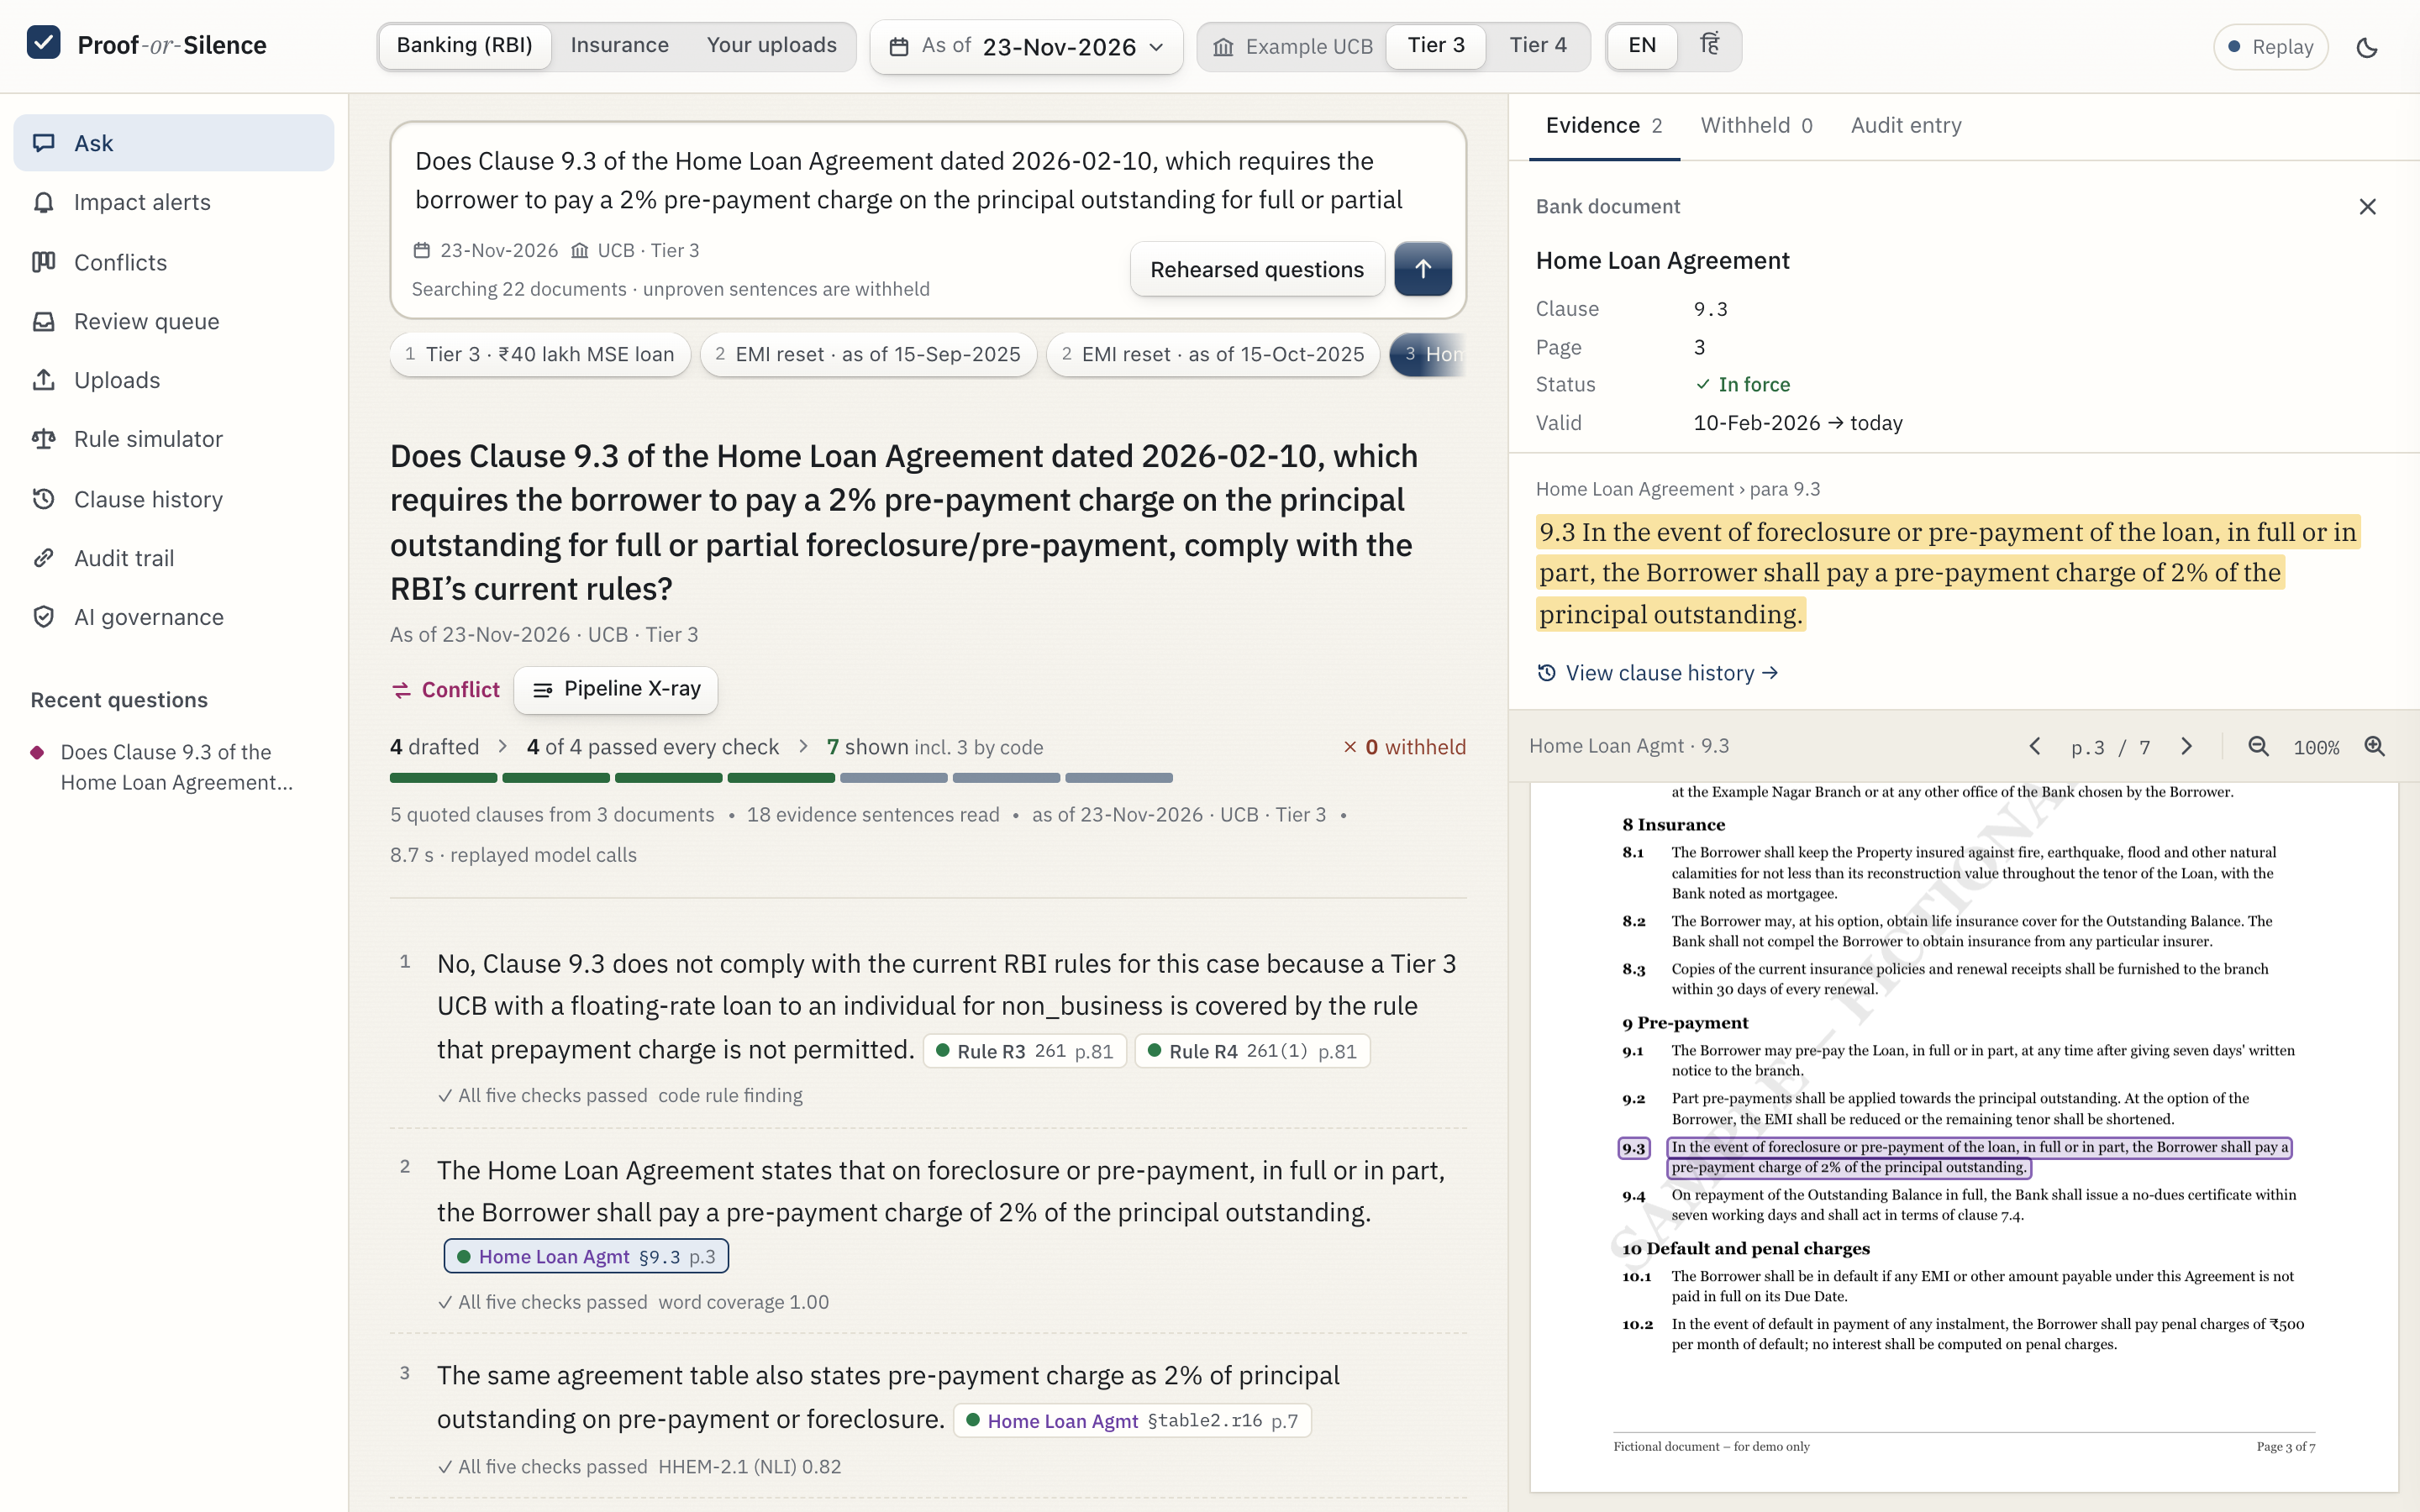 Proof-or-Silence
Banking (RBI) Insurance Your uploads
As of 23-Nov-2026
Example UCB Tier 3 Tier 4
EN हिं
Replay
Ask
Impact alerts
Conflicts
Review queue
Uploads
Rule simulator
Clause history
Audit trail
AI governance
Recent questions
Does Clause 9.3 of the
Home Loan Agreement...
Does Clause 9.3 of the Home Loan Agreement dated 2026-02-10, which requires the
borrower to pay a 2% pre-payment charge on the principal outstanding for full or partial
23-Nov-2026 UCB · Tier 3
Searching 22 documents · unproven sentences are withheld
Rehearsed questions
1 Tier 3 · ₹40 lakh MSE loan
2 EMI reset · as of 15-Sep-2025
2 EMI reset · as of 15-Oct-2025
3 Hom
Does Clause 9.3 of the Home Loan Agreement dated 2026-02-10, which
requires the borrower to pay a 2% pre-payment charge on the principal
outstanding for full or partial foreclosure/pre-payment, comply with the
RBI’s current rules?
As of 23-Nov-2026 · UCB · Tier 3
Conflict
Pipeline X-ray
4 drafted > 4 of 4 passed every check > 7 shown incl. 3 by code
× 0 withheld
5 quoted clauses from 3 documents • 18 evidence sentences read • as of 23-Nov-2026 · UCB · Tier 3 •
8.7 s · replayed model calls
1 No, Clause 9.3 does not comply with the current RBI rules for this case because a Tier 3
UCB with a floating-rate loan to an individual for non_business is covered by the rule
that prepayment charge is not permitted. Rule R3 261 p.81 Rule R4 261(1) p.81
✓ All five checks passed code rule finding
2 The Home Loan Agreement states that on foreclosure or pre-payment, in full or in part,
the Borrower shall pay a pre-payment charge of 2% of the principal outstanding.
Home Loan Agmt §9.3 p.3
✓ All five checks passed word coverage 1.00
3 The same agreement table also states pre-payment charge as 2% of principal
outstanding on pre-payment or foreclosure. Home Loan Agmt §table2.r16 p.7
✓ All five checks passed HHEM-2.1 (NLI) 0.82
Evidence 2 Withheld 0 Audit entry
Bank document
Home Loan Agreement
Clause 9.3
Page 3
Status ✓ In force
Valid 10-Feb-2026 → today
Home Loan Agreement › para 9.3
9.3 In the event of foreclosure or pre-payment of the loan, in full or in
part, the Borrower shall pay a pre-payment charge of 2% of the
principal outstanding.
View clause history →
Home Loan Agmt · 9.3
p.3 / 7
100%
at the Example Nagar Branch or at any other office of the Bank chosen by the Borrower.
8 Insurance
8.1 The Borrower shall keep the Property insured against fire, earthquake, flood and other natural
calamities for not less than its reconstruction value throughout the tenor of the Loan, with the
Bank noted as mortgagee.
8.2 The Borrower may, at his option, obtain life insurance cover for the Outstanding Balance. The
Bank shall not compel the Borrower to obtain insurance from any particular insurer.
8.3 Copies of the current insurance policies and renewal receipts shall be furnished to the branch
within 30 days of every renewal.
9 Pre-payment
9.1 The Borrower may pre-pay the Loan, in full or in part, at any time after giving seven days' written
notice to the branch.
9.2 Part pre-payments shall be applied towards the principal outstanding. At the option of the
Borrower, the EMI shall be reduced or the remaining tenor shall be shortened.
9.3 In the event of foreclosure or pre-payment of the loan, in full or in part, the Borrower shall pay a
pre-payment charge of 2% of the principal outstanding.
9.4 On repayment of the Outstanding Balance in full, the Bank shall issue a no-dues certificate within
seven working days and shall act in terms of clause 7.4.
10 Default and penal charges
10.1 The Borrower shall be in default if any EMI or other amount payable under this Agreement is not
paid in full on its Due Date.
10.2 In the event of default in payment of any instalment, the Borrower shall pay penal charges of ₹500
per month of default; no interest shall be computed on penal charges.
SAMPLE – FICTIONA
Fictional document – for demo only
Page 3 of 7